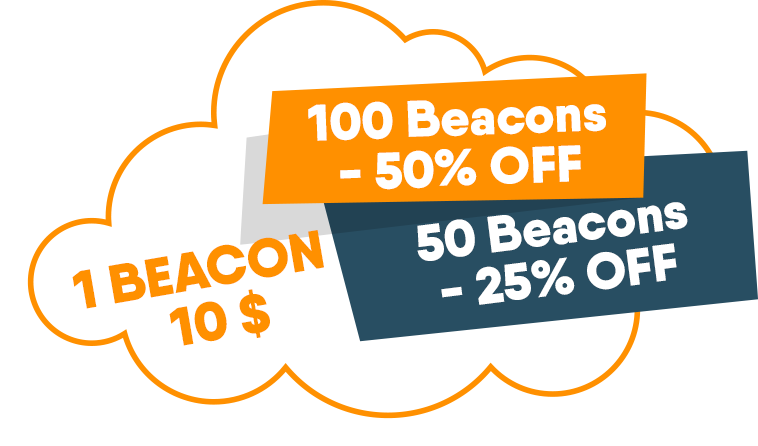 100 Beacons
- 50% OFF
50 Beacons
- 25% OFF
1 BEACON
10 $